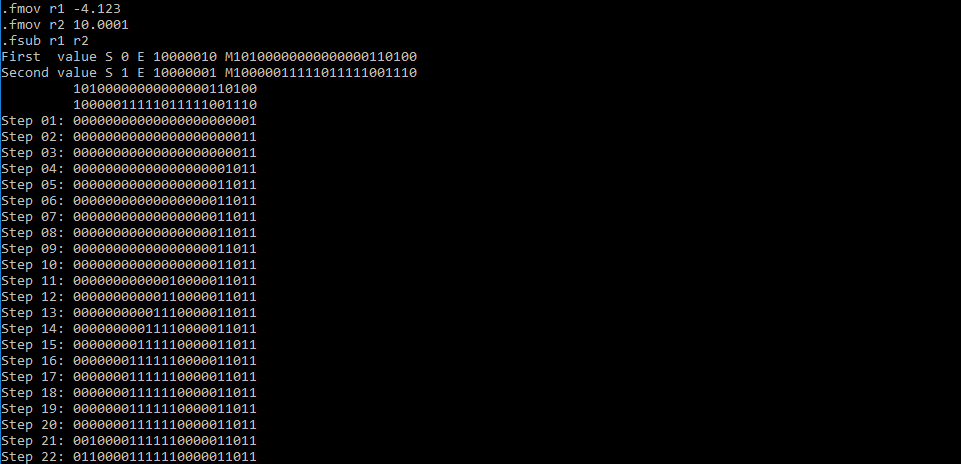 .fmov r1 -4.123
.fmov r2 10.0001
.fsub r1 r2
First  value S 0 E 10000010 M10100000000000000110100
Second value S 1 E 10000001 M10000011111011111001110
10100000000000000110100
10000011111011111001110
Step 01: 00000000000000000000001
Step 02: 00000000000000000000011
Step 03: 00000000000000000000011
Step 04: 00000000000000000001011
Step 05: 00000000000000000011011
Step 06: 00000000000000000011011
Step 07: 00000000000000000011011
Step 08: 00000000000000000011011
Step 09: 00000000000000000011011
Step 10: 00000000000000000011011
Step 11: 00000000000010000011011
Step 12: 00000000000110000011011
Step 13: 00000000001110000011011
Step 14: 00000000011110000011011
Step 15: 00000000111110000011011
Step 16: 00000001111110000011011
Step 17: 00000001111110000011011
Step 18: 00000001111110000011011
Step 19: 00000001111110000011011
Step 20: 00000001111110000011011
Step 21: 00100001111110000011011
Step 22: 01100001111110000011011